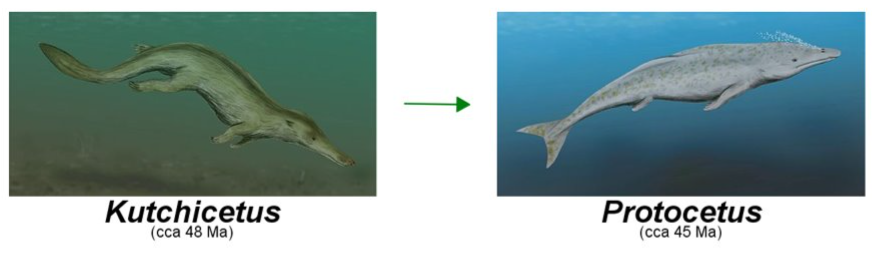 Kutchicetus
(cca 48 Ma)
Protocetus
(cca 45 Ma)